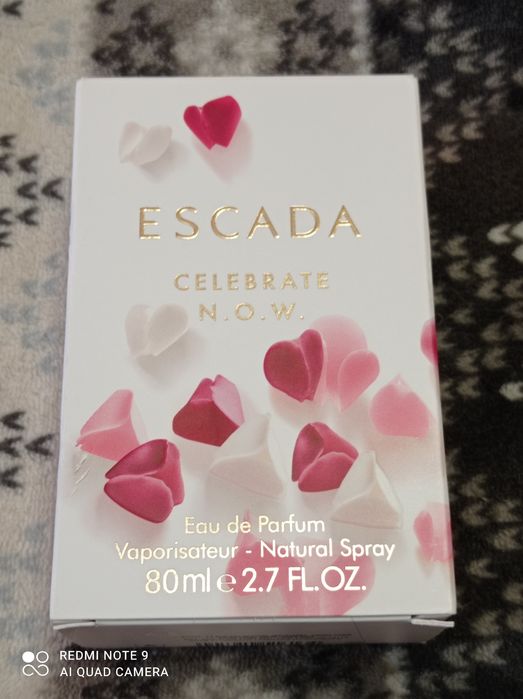 ESCADA
CELEBRATE
N.O.W.
Eau de Parfum
Vaporisateur - Natural Spray
80ml e 2.7 FL.OZ.
REDMI NOTE 9
AI QUAD CAMERA